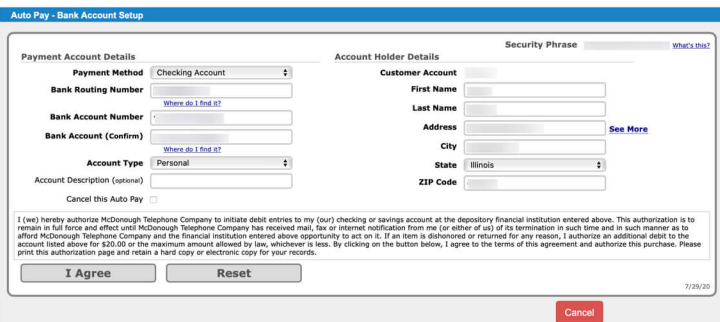 Auto Pay - Bank Account Setup
Security Phrase What's this?
Payment Account Details
Account Holder Details
Payment Method Checking Account
Customer Account
Bank Routing Number
First Name
Where do I find it?
Last Name
Bank Account Number
Address See More
Bank Account (Confirm)
City
Where do I find it?
Account Type Personal
State Illinois
Account Description (optional)
ZIP Code
Cancel this Auto Pay
I (we) hereby authorize McDonough Telephone Company to initiate debit entries to my (our) checking or savings account at the depository financial institution entered above. This authorization is to
remain in full force and effect until McDonough Telephone Company has received mail, fax or internet notification from me (or either of us) of its termination in such time and in such manner as to
afford McDonough Telephone Company and the financial institution entered above opportunity to act on it. If an item is dishonored or returned for any reason, I authorize an additional debit to the
account listed above for $20.00 or the maximum amount allowed by law, whichever is less. By clicking on the button below, I agree to the terms of this agreement and authorize this purchase. Please
print this authorization page and retain a hard copy or electronic copy for your records.
I Agree Reset
7/29/20
Cancel